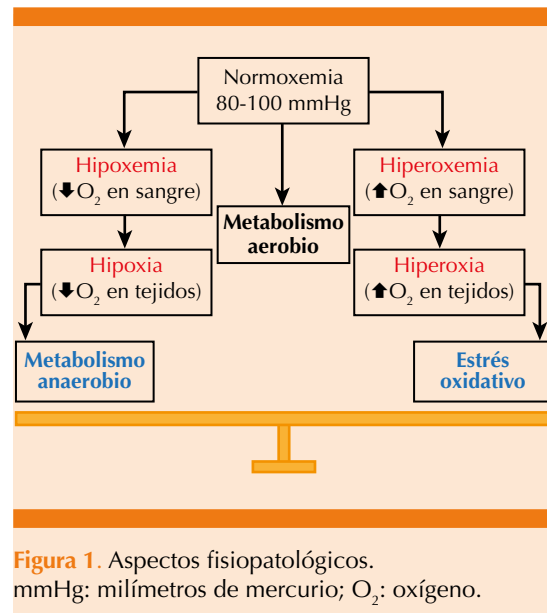 Normoxemia
80-100 mmHg
Hipoxemia
(⬇O₂ en sangre)
Hiperoxemia
(⬆O₂ en sangre)
Metabolismo
aerobio
Hipoxia
(⬇O₂ en tejidos)
Hiperoxia
(⬆O₂ en tejidos)
Metabolismo
anaerobio
Estrés
oxidativo
Figura 1. Aspectos fisiopatológicos.
mmHg: milímetros de mercurio; O₂: oxígeno.